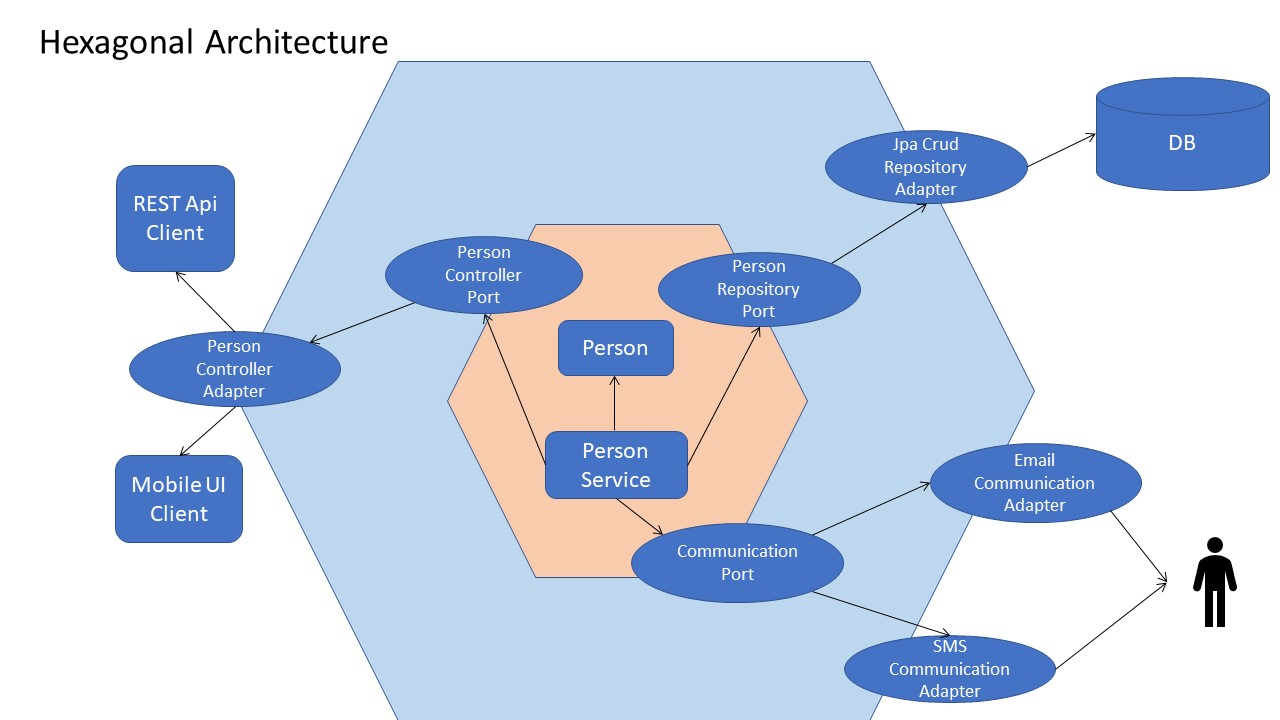 Hexagonal Architecture
DB
Jpa Crud
Repository
Adapter
REST Api
Client
Person
Controller
Port
Person
Repository
Port
Person
Person
Controller
Adapter
Person
Service
Mobile UI
Client
Email
Communication
Adapter
Communication
Port
SMS
Communication
Adapter